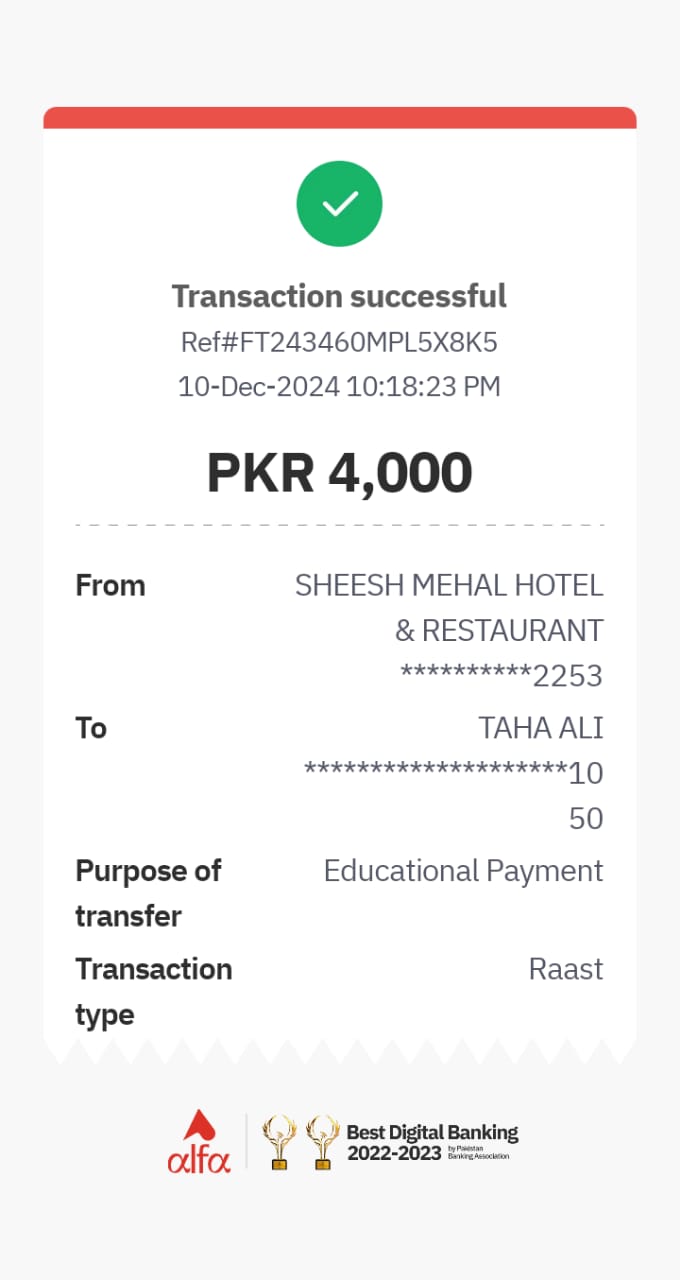 Transaction successful
Ref#FT243460MPL5X8K5
10-Dec-2024 10:18:23 PM
PKR 4,000
From SHEESH MEHAL HOTEL
& RESTAURANT
**********2253
To TAHA ALI
********************10
50
Purpose of Educational Payment
transfer
Transaction Raast
type
alfa
Best Digital Banking
2022-2023 by Pakistan
Banking Association